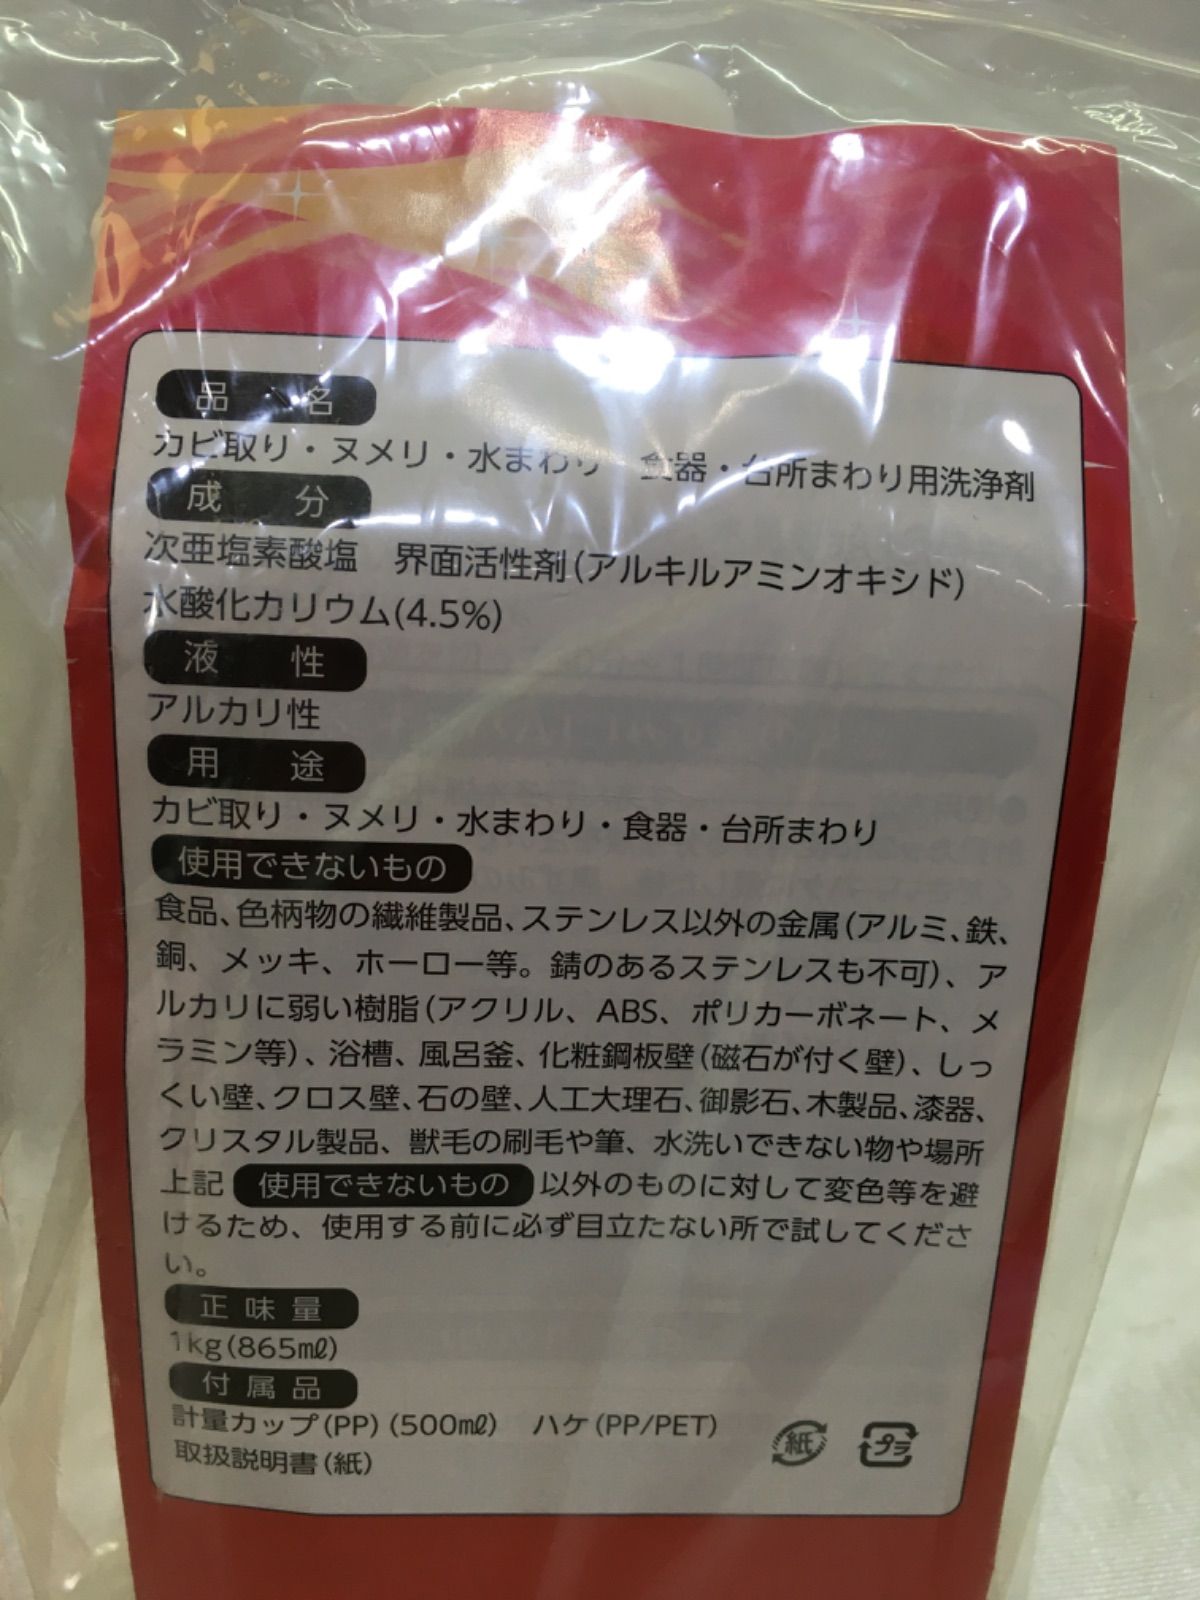 品 名
カビ取り・ヌメリ・水まわり 食器・台所まわり用洗浄剤
成 分
次亜塩素酸塩 界面活性剤(アルキルアミンオキシド)
水酸化カリウム(4.5%)
液 性
アルカリ性
用 途
カビ取り・ヌメリ・水まわり・食器・台所まわり
使用できないもの
食品、色柄物の繊維製品、ステンレス以外の金属(アルミ、鉄、
銅、メッキ、ホーロー等。錆のあるステンレスも不可)、ア
ルカリに弱い樹脂(アクリル、ABS、ポリカーボネート、メ
ラミン等)、浴槽、風呂釜、化粧鋼板壁(磁石が付く壁)、しっ
くい壁、クロス壁、石の壁、人工大理石、御影石、木製品、漆器、
クリスタル製品、獣毛の刷毛や筆、水洗いできない物や場所
上記 使用できないもの 以外のものに対して変色等を避
けるため、使用する前に必ず目立たない所で試してくださ
い。
正味量
1kg(865㎖)
付属品
計量カップ(PP)(500㎖) ハケ(PP/PET)
取扱説明書(紙)
紙 プラ